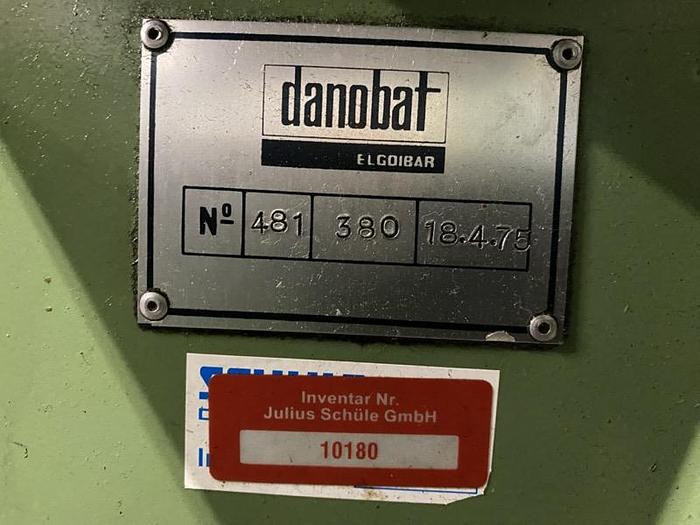 danobat
ELGOIBAR
Nº 481 380 18.4.75
Inventar Nr.
Julius Schüle GmbH
10180